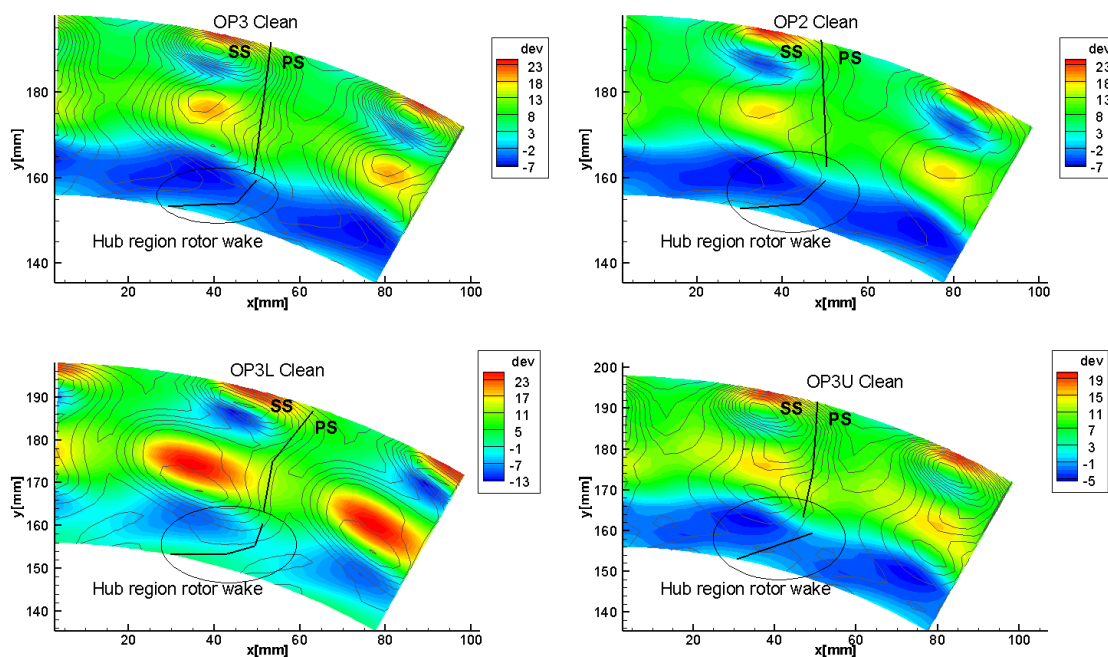 OP3 Clean
SS
PS
dev
23
18
13
8
3
-2
-7
y[mm]
180
160
140
Hub region rotor wake
20
40
60
80
100
x[mm]
OP2 Clean
SS
PS
dev
23
18
13
8
3
-2
-7
y[mm]
180
160
140
Hub region rotor wake
20
40
60
80
100
x[mm]
OP3L Clean
SS
PS
dev
23
17
11
5
-1
-7
-13
y[mm]
190
180
170
160
150
140
Hub region rotor wake
20
40
60
80
100
x[mm]
OP3U Clean
SS
PS
dev
19
15
11
7
3
-1
-5
y[mm]
200
190
180
170
160
150
140
Hub region rotor wake
20
40
60
80
100
x[mm]